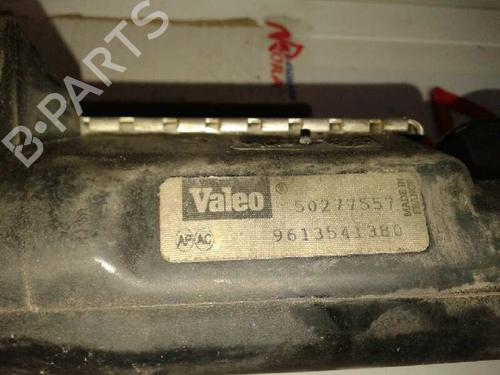 B-PARTS
Valeo ®
50277557
9613541380
AP AC
MADE IN
FRANCE